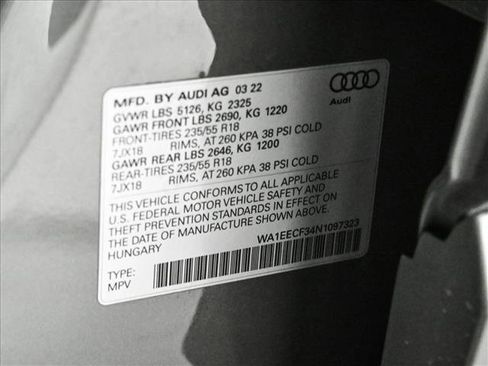 MFD. BY AUDI AG 03 22
GVWR LBS 5126, KG 2325
GAWR FRONT LBS 2690, KG 1220
FRONT-TIRES 235/55 R18
7JX18 RIMS, AT 260 KPA 38 PSI COLD
GAWR REAR LBS 2646, KG 1200
REAR-TIRES 235/55 R18
7JX18 RIMS, AT 260 KPA 38 PSI COLD
Audi
THIS VEHICLE CONFORMS TO ALL APPLICABLE
U.S. FEDERAL MOTOR VEHICLE SAFETY AND
THEFT PREVENTION STANDARDS IN EFFECT ON
THE DATE OF MANUFACTURE SHOWN ABOVE.
HUNGARY
WA1EECF34N1097323
TYPE:
MPV